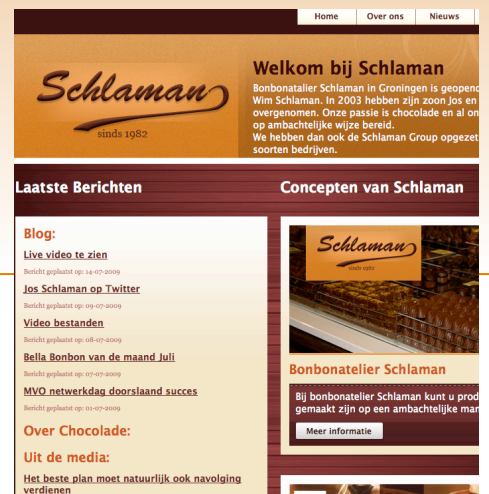 Home Over ons Nieuws
Schlaman
sinds 1982
Welkom bij Schlaman
Bonbonatalier Schlaman in Groningen is geopend
Wim Schlaman. In 2003 hebben zijn zoon Jos en
overgenomen. Onze passie is chocolade en al on
op ambachtelijke wijze bereid.
We hebben dan ook de Schlaman Group opgezet
soorten bedrijven.
Laatste Berichten
Concepten van Schlaman
Blog:
Live video te zien
Bericht geplaatst op: 14-07-2009
Jos Schlaman op Twitter
Bericht geplaatst op: 09-07-2009
Video bestanden
Bericht geplaatst op: 08-07-2009
Bella Bonbon van de maand Juli
Bericht geplaatst op: 07-07-2009
MVO netwerkdag doorslaand succes
Bericht geplaatst op: 01-07-2009
Over Chocolade:
Uit de media:
Het beste plan moet natuurlijk ook navolging
verdienen
Schlaman
sinds 1982
Bonbonatelier Schlaman
Bij bonbonatelier Schlaman kunt u prod
gemaakt zijn op een ambachtelijke man
Meer informatie